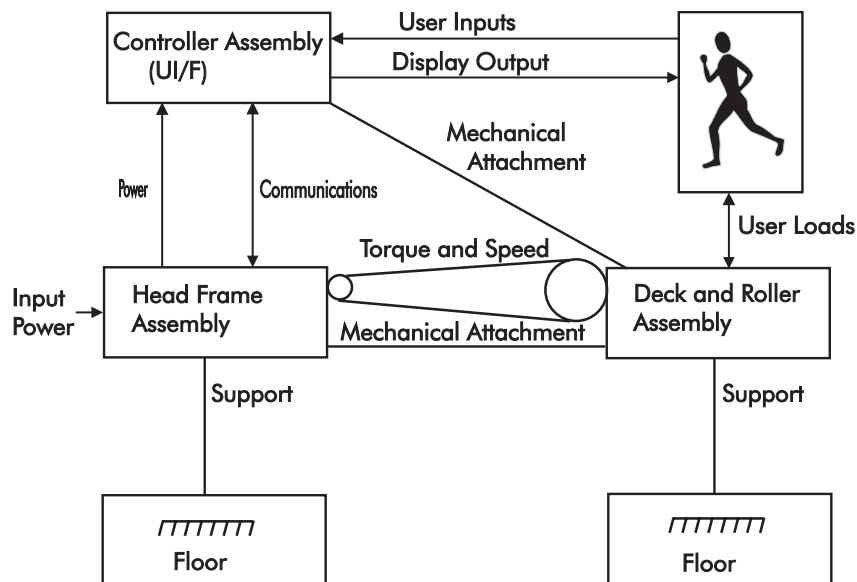 User Inputs
Controller Assembly
(UI/F)
Display Output
Mechanical
Attachment
Power
Communications
User Loads
Torque and Speed
Input
Power
Head Frame
Assembly
Deck and Roller
Assembly
Mechanical Attachment
Support
Support
Floor
Floor